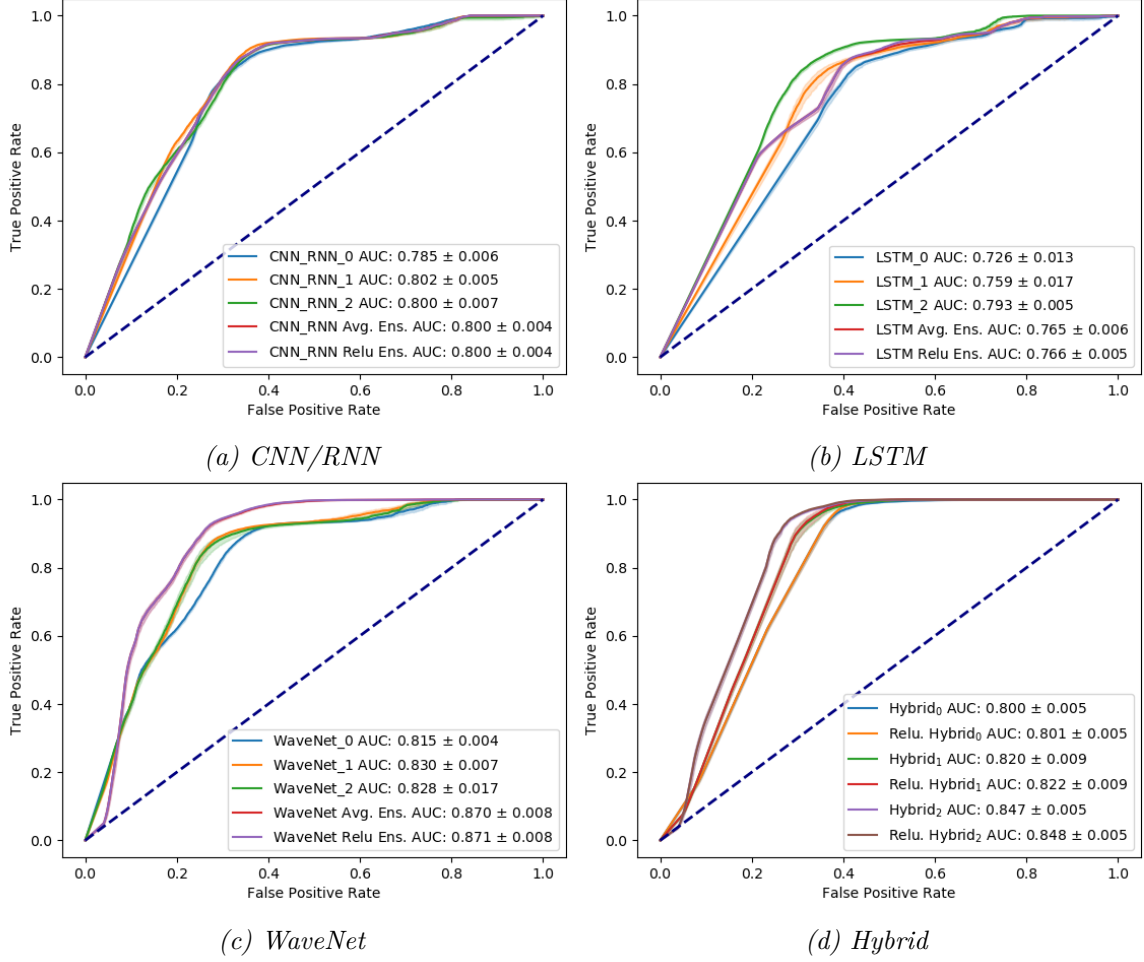 1.0
0.8
0.6
0.4
0.2
0.0
True Positive Rate
CNN_RNN_0 AUC: 0.785 ± 0.006
CNN_RNN_1 AUC: 0.802 ± 0.005
CNN_RNN_2 AUC: 0.800 ± 0.007
CNN_RNN Avg. Ens. AUC: 0.800 ± 0.004
CNN_RNN Relu Ens. AUC: 0.800 ± 0.004
0.0 0.2 0.4 0.6 0.8 1.0
False Positive Rate
(a) CNN/RNN
1.0
0.8
0.6
0.4
0.2
0.0
True Positive Rate
LSTM_0 AUC: 0.726 ± 0.013
LSTM_1 AUC: 0.759 ± 0.017
LSTM_2 AUC: 0.793 ± 0.005
LSTM Avg. Ens. AUC: 0.765 ± 0.006
LSTM Relu Ens. AUC: 0.766 ± 0.005
0.0 0.2 0.4 0.6 0.8 1.0
False Positive Rate
(b) LSTM
1.0
0.8
0.6
0.4
0.2
0.0
True Positive Rate
WaveNet_0 AUC: 0.815 ± 0.004
WaveNet_1 AUC: 0.830 ± 0.007
WaveNet_2 AUC: 0.828 ± 0.017
WaveNet Avg. Ens. AUC: 0.870 ± 0.008
WaveNet Relu Ens. AUC: 0.871 ± 0.008
0.0 0.2 0.4 0.6 0.8 1.0
False Positive Rate
(c) WaveNet
1.0
0.8
0.6
0.4
0.2
0.0
True Positive Rate
Hybrid₀ AUC: 0.800 ± 0.005
Relu. Hybrid₀ AUC: 0.801 ± 0.005
Hybrid₁ AUC: 0.820 ± 0.009
Relu. Hybrid₁ AUC: 0.822 ± 0.009
Hybrid₂ AUC: 0.847 ± 0.005
Relu. Hybrid₂ AUC: 0.848 ± 0.005
0.0 0.2 0.4 0.6 0.8 1.0
False Positive Rate
(d) Hybrid